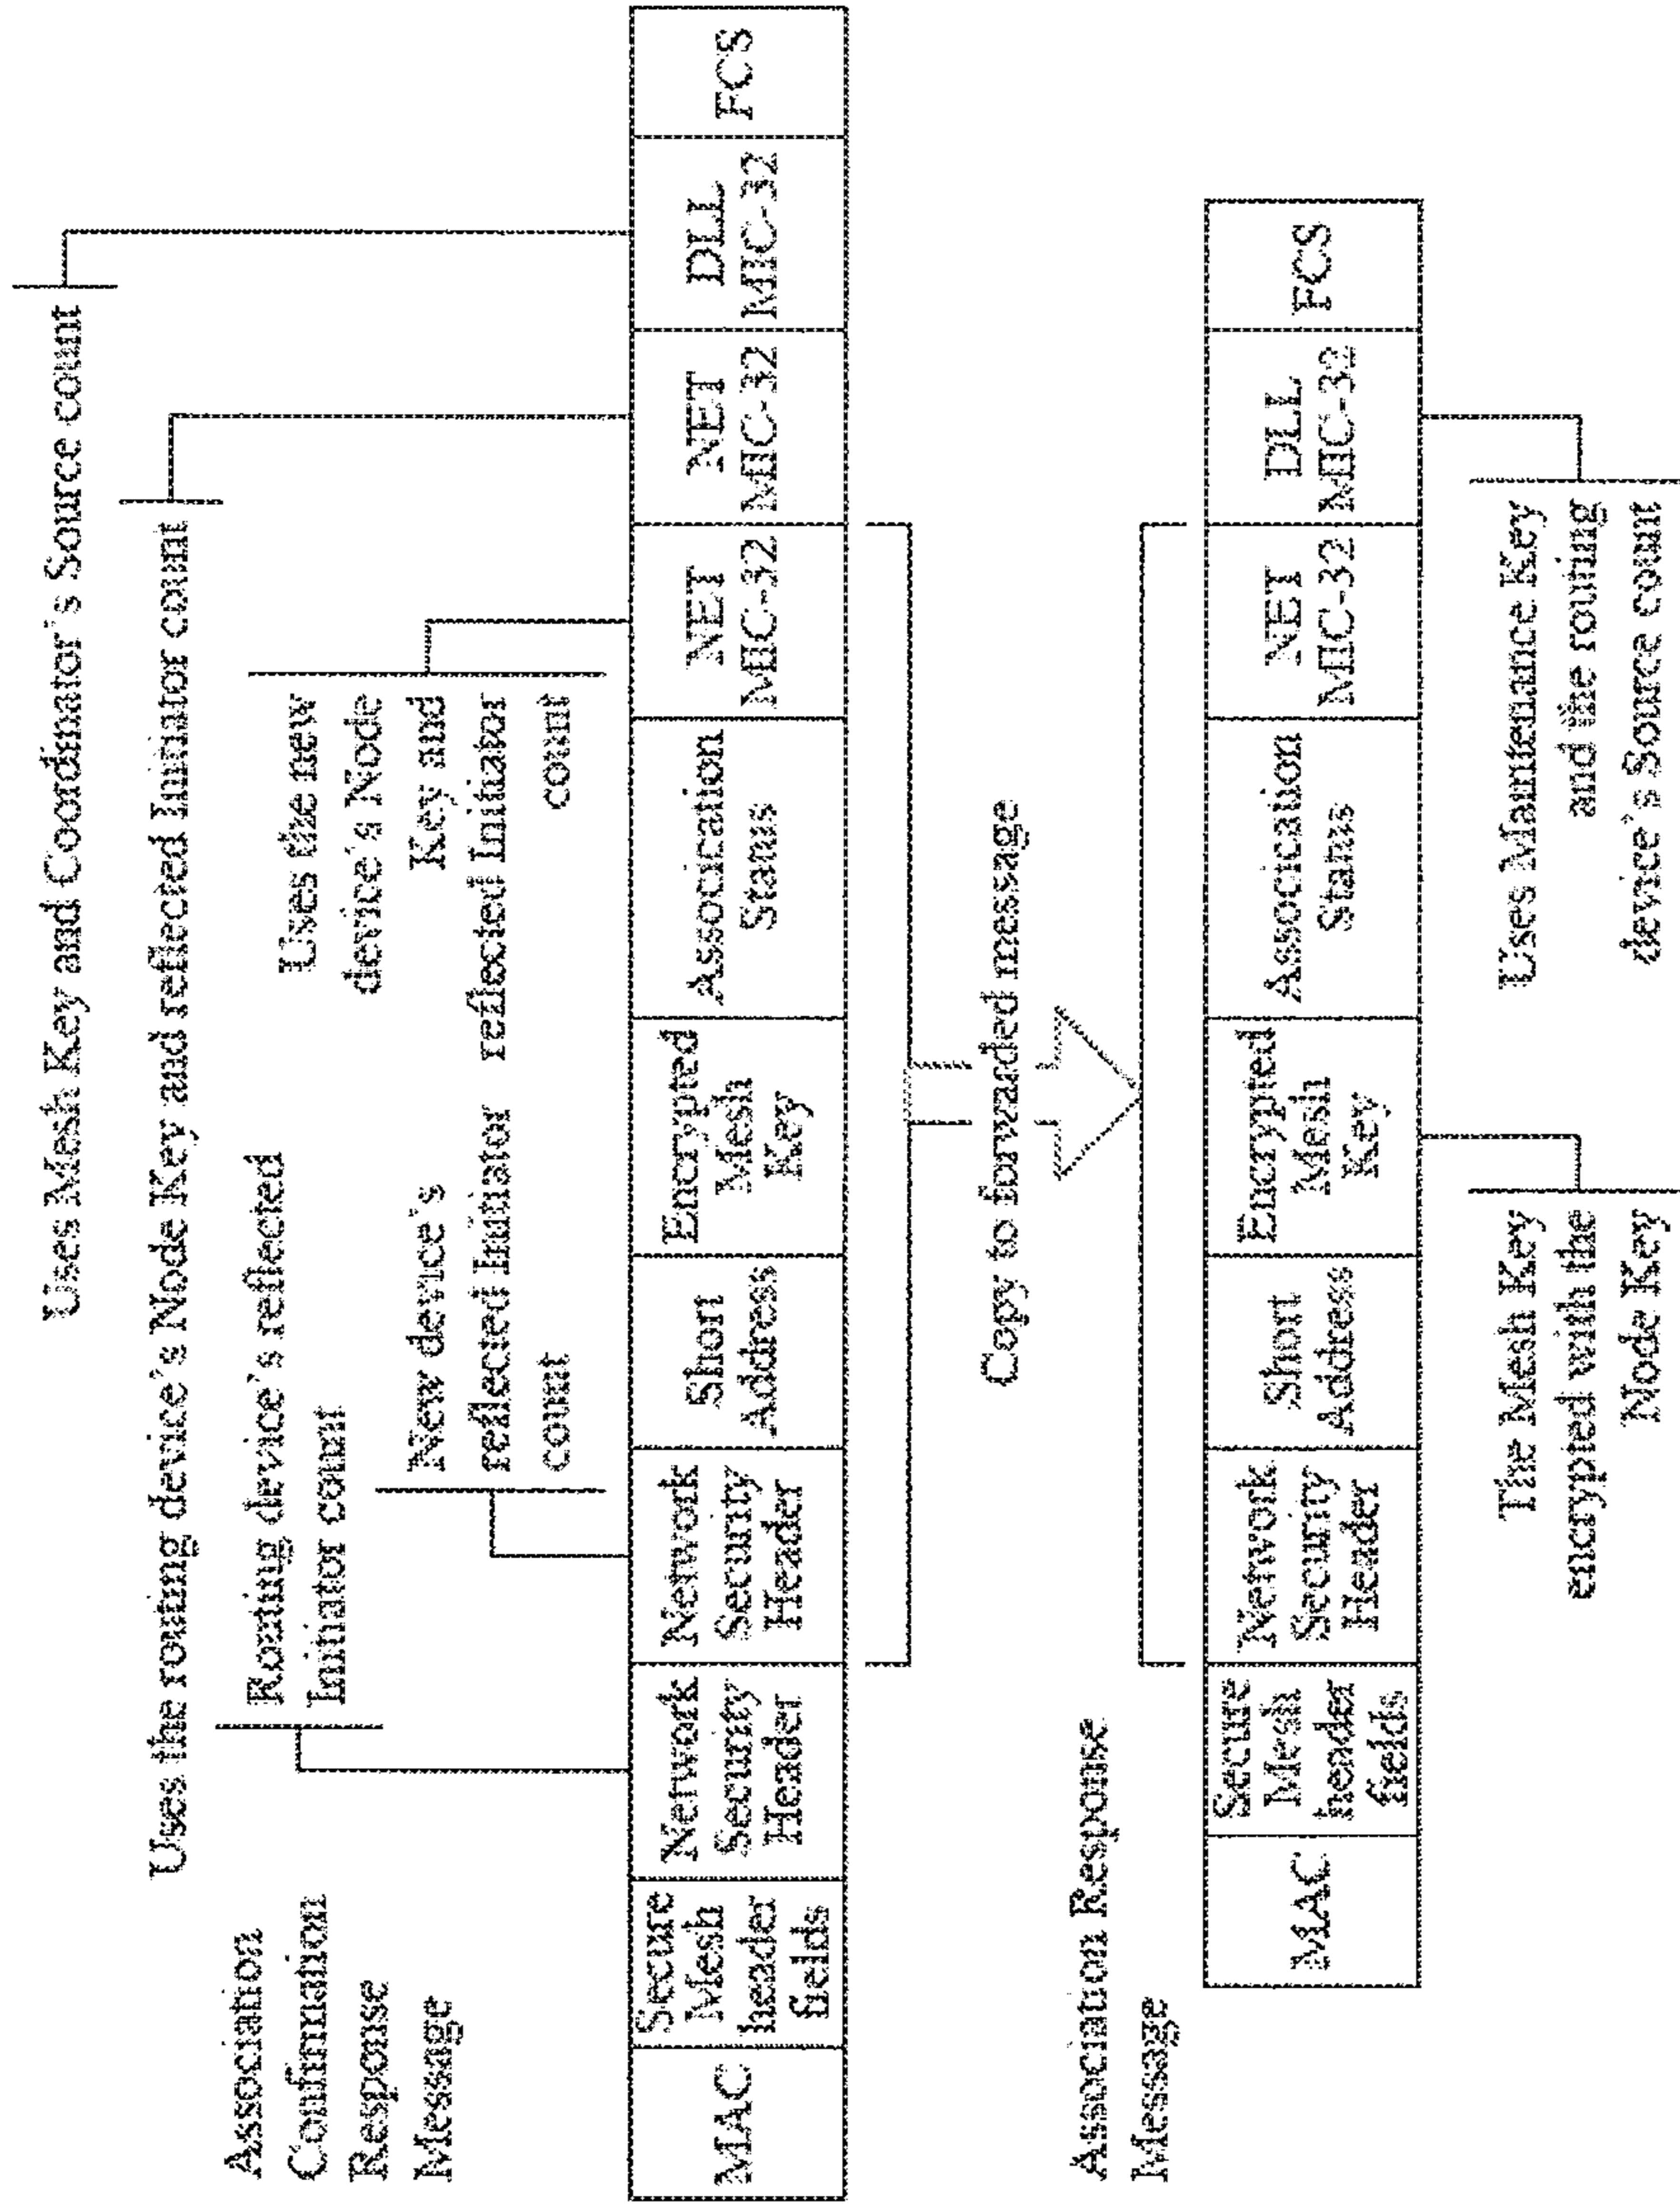 Uses Mesh Key and Coordinator's Source count
Uses the routing device's Node Key and reflected Initiator count
Association
Confirmation
Response
Message
Routing device's reflected
Initiator count
New device's
reflected Initiator
count
Uses the new
device's Node
Key and
reflected Initiator
count
MAC
Secure
Mesh
header
fields
Network
Security
Header
Network
Security
Header
Short
Address
Encrypted
Mesh
Key
Association
Status
NET
MIC-32
NET
MIC-32
DLL
MIC-32
FCS
Copy to forwarded message
Association Response
Message
MAC
Secure
Mesh
header
fields
Network
Security
Header
Short
Address
Encrypted
Mesh
Key
Association
Status
NET
MIC-32
DLL
MIC-32
FCS
The Mesh Key
encrypted with the
Node Key
Uses Maintenance Key
and the routing
device's Source count